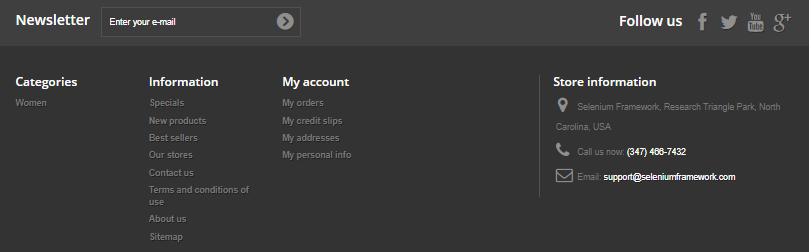 Newsletter
Enter your e-mail
Follow us
You
Tube
g+
Categories
Women
Information
Specials
New products
Best sellers
Our stores
Contact us
Terms and conditions of
use
About us
Sitemap
My account
My orders
My credit slips
My addresses
My personal info
Store information
Selenium Framework, Research Triangle Park, North
Carolina, USA
Call us now: (347) 466-7432
Email: support@seleniumframework.com